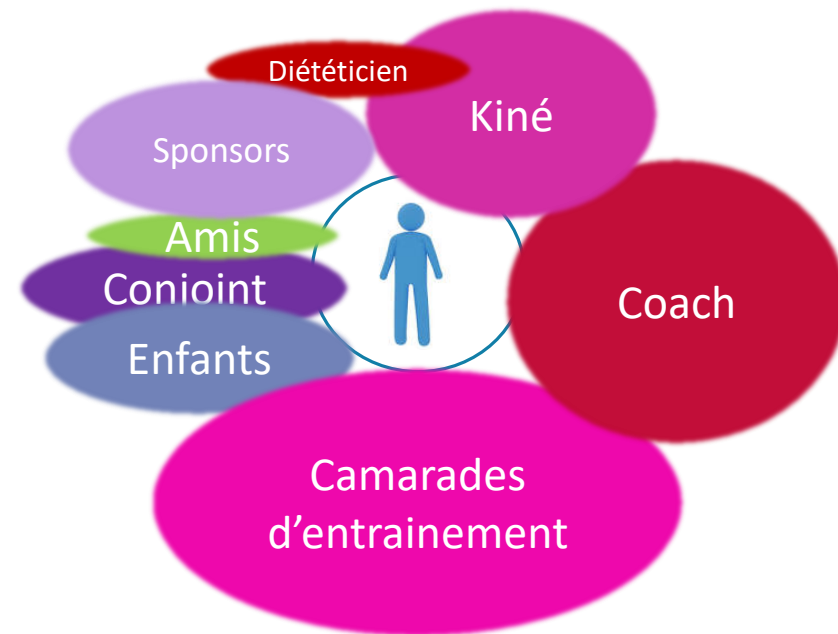 Diététicien
Kiné
Sponsors
Amis
Conjoint
Enfants
Coach
Camarades
d’entrainement